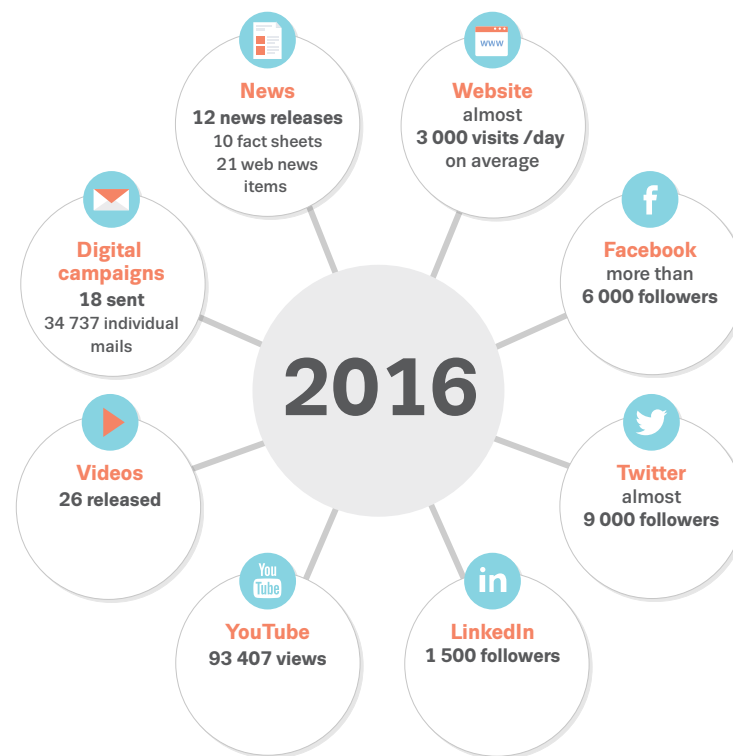 News
12 news releases
10 fact sheets
21 web news
items
www
Website
almost
3 000 visits /day
on average
f
Facebook
more than
6 000 followers
Twitter
almost
9 000 followers
in
LinkedIn
1 500 followers
You
Tube
YouTube
93 407 views
Videos
26 released
Digital
campaigns
18 sent
34 737 individual
mails
2016